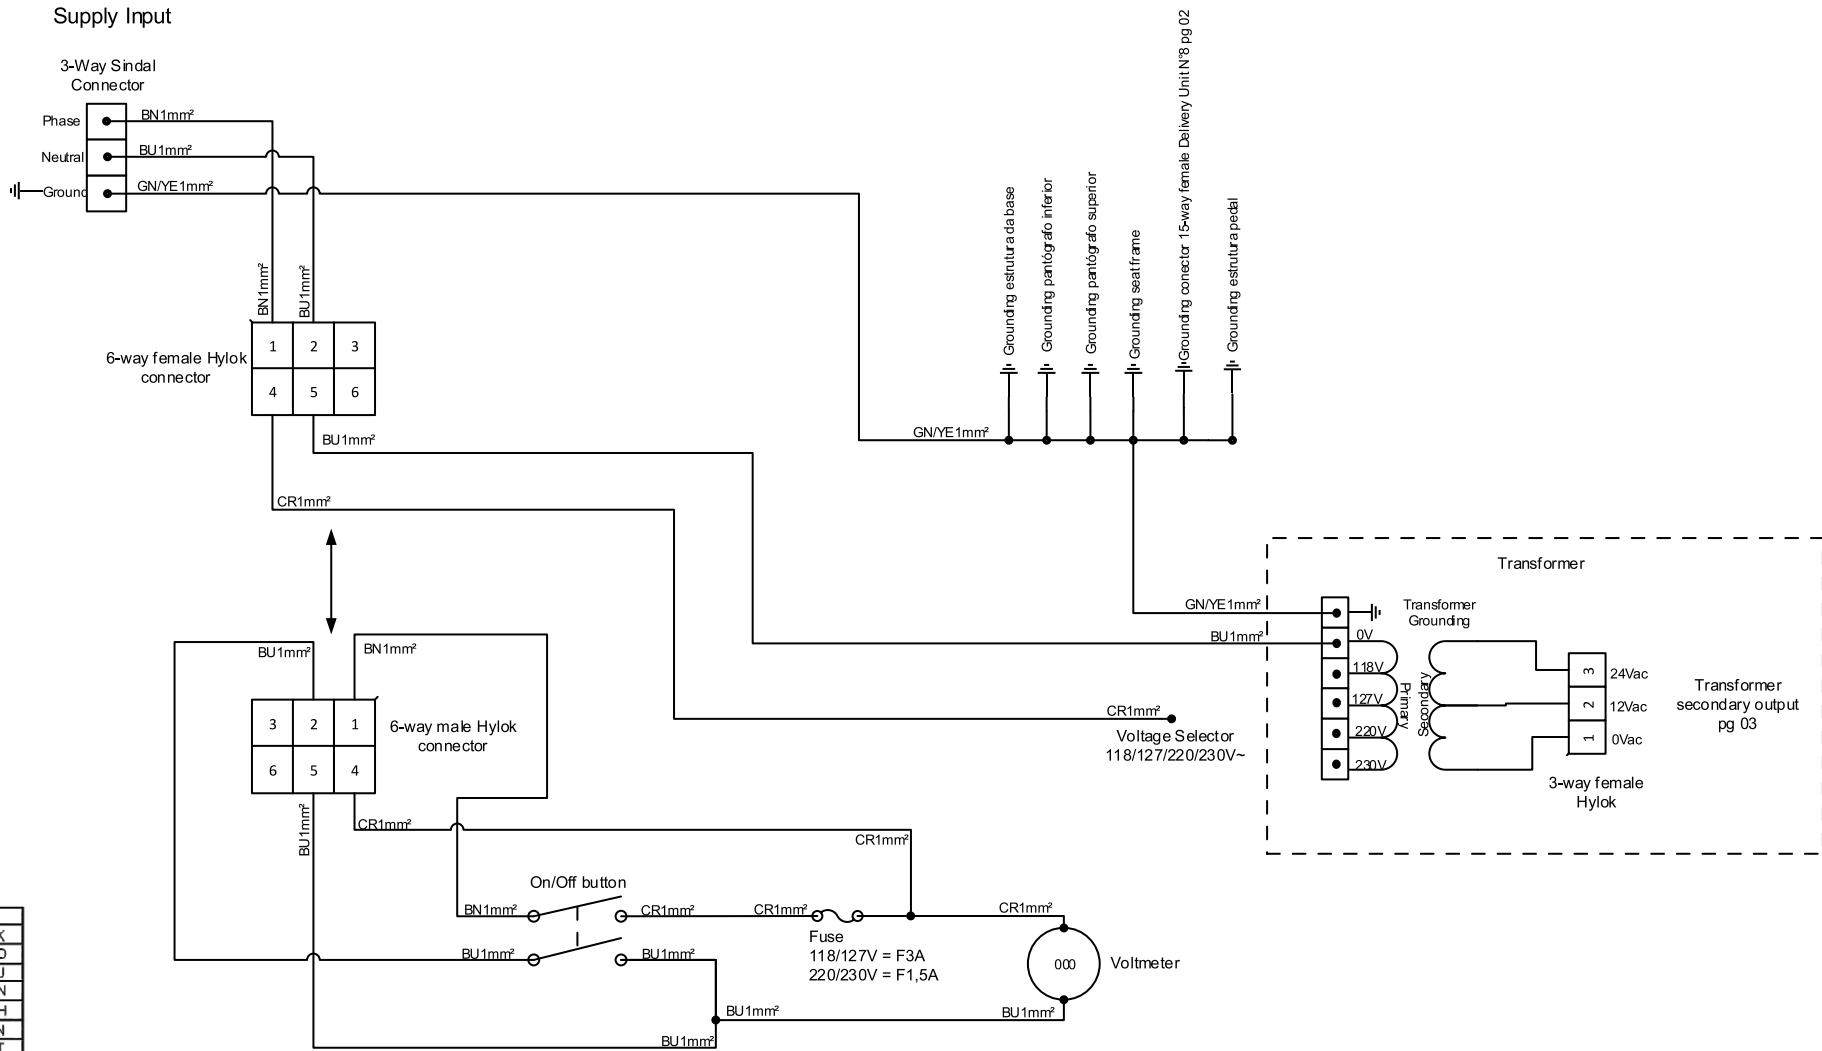 Supply Input
3-Way Sindal
Connector
Phase
Neutral
Ground
BN1mm²
BU1mm²
GN/YE1mm²
BN1mm²
BU1mm²
6-way female Hylok
connector
1 2 3
4 5 6
BU1mm²
CR1mm²
GN/YE1mm²
Grounding estrutura da base
Grounding pantógrafo inferior
Grounding pantógrafo superior
Grounding seat frame
Grounding conector 15-way female Delivery Unit N°8 pg 02
Grounding estrutura pedal
Transformer
GN/YE1mm²
BU1mm²
Transformer
Grounding
0V
118V
127V
220V
230V
Primary
Secondary
3
2
1
24Vac
12Vac
0Vac
Transformer
secondary output
pg 03
3-way female
Hylok
CR1mm²
Voltage Selector
118/127/220/230V~
BU1mm²
BN1mm²
3 2 1
6 5 4
6-way male Hylok
connector
BU1mm²
CR1mm²
CR1mm²
On/Off button
BN1mm²
CR1mm²
CR1mm²
CR1mm²
BU1mm²
BU1mm²
Fuse
118/127V = F3A
220/230V = F1,5A
000
Voltmeter
BU1mm²
BU1mm²
BU1mm²